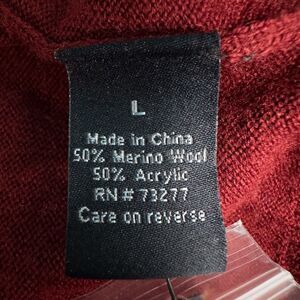 L
Made in China
50% Merino Wool
50% Acrylic
RN # 73277
Care on reverse